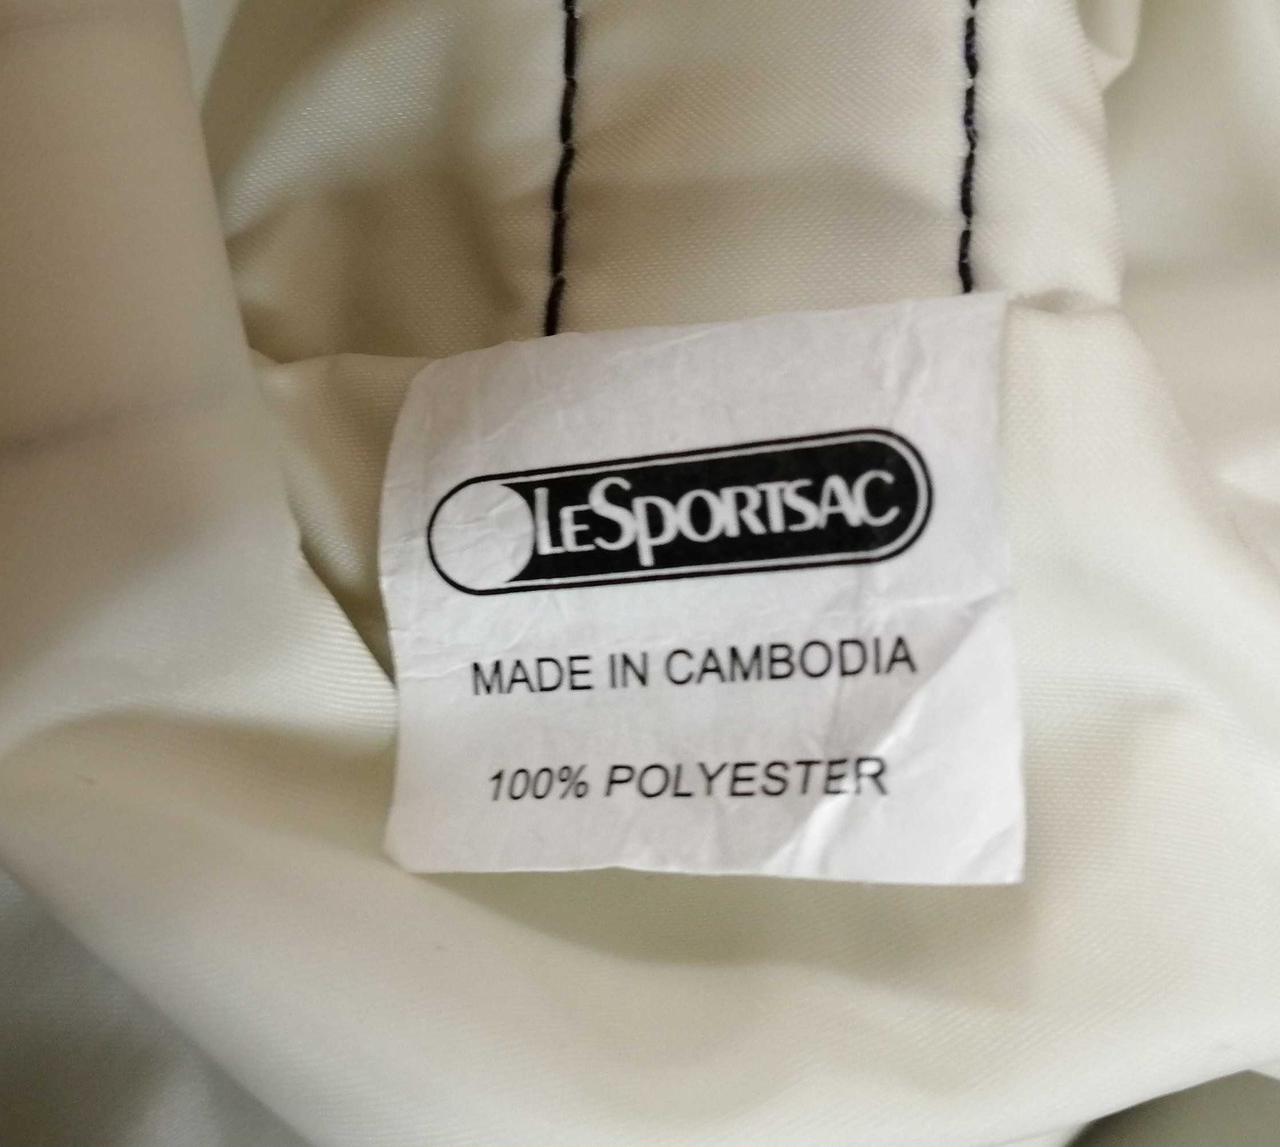 LeSportsac
MADE IN CAMBODIA
100% POLYESTER